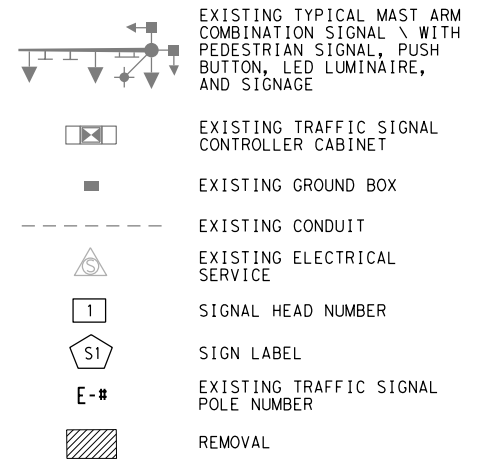 EXISTING TYPICAL MAST ARM
COMBINATION SIGNAL \ WITH
PEDESTRIAN SIGNAL, PUSH
BUTTON, LED LUMINAIRE,
AND SIGNAGE
EXISTING TRAFFIC SIGNAL
CONTROLLER CABINET
EXISTING GROUND BOX
EXISTING CONDUIT
S
EXISTING ELECTRICAL
SERVICE
1
SIGNAL HEAD NUMBER
S1
SIGN LABEL
E-#
EXISTING TRAFFIC SIGNAL
POLE NUMBER
REMOVAL